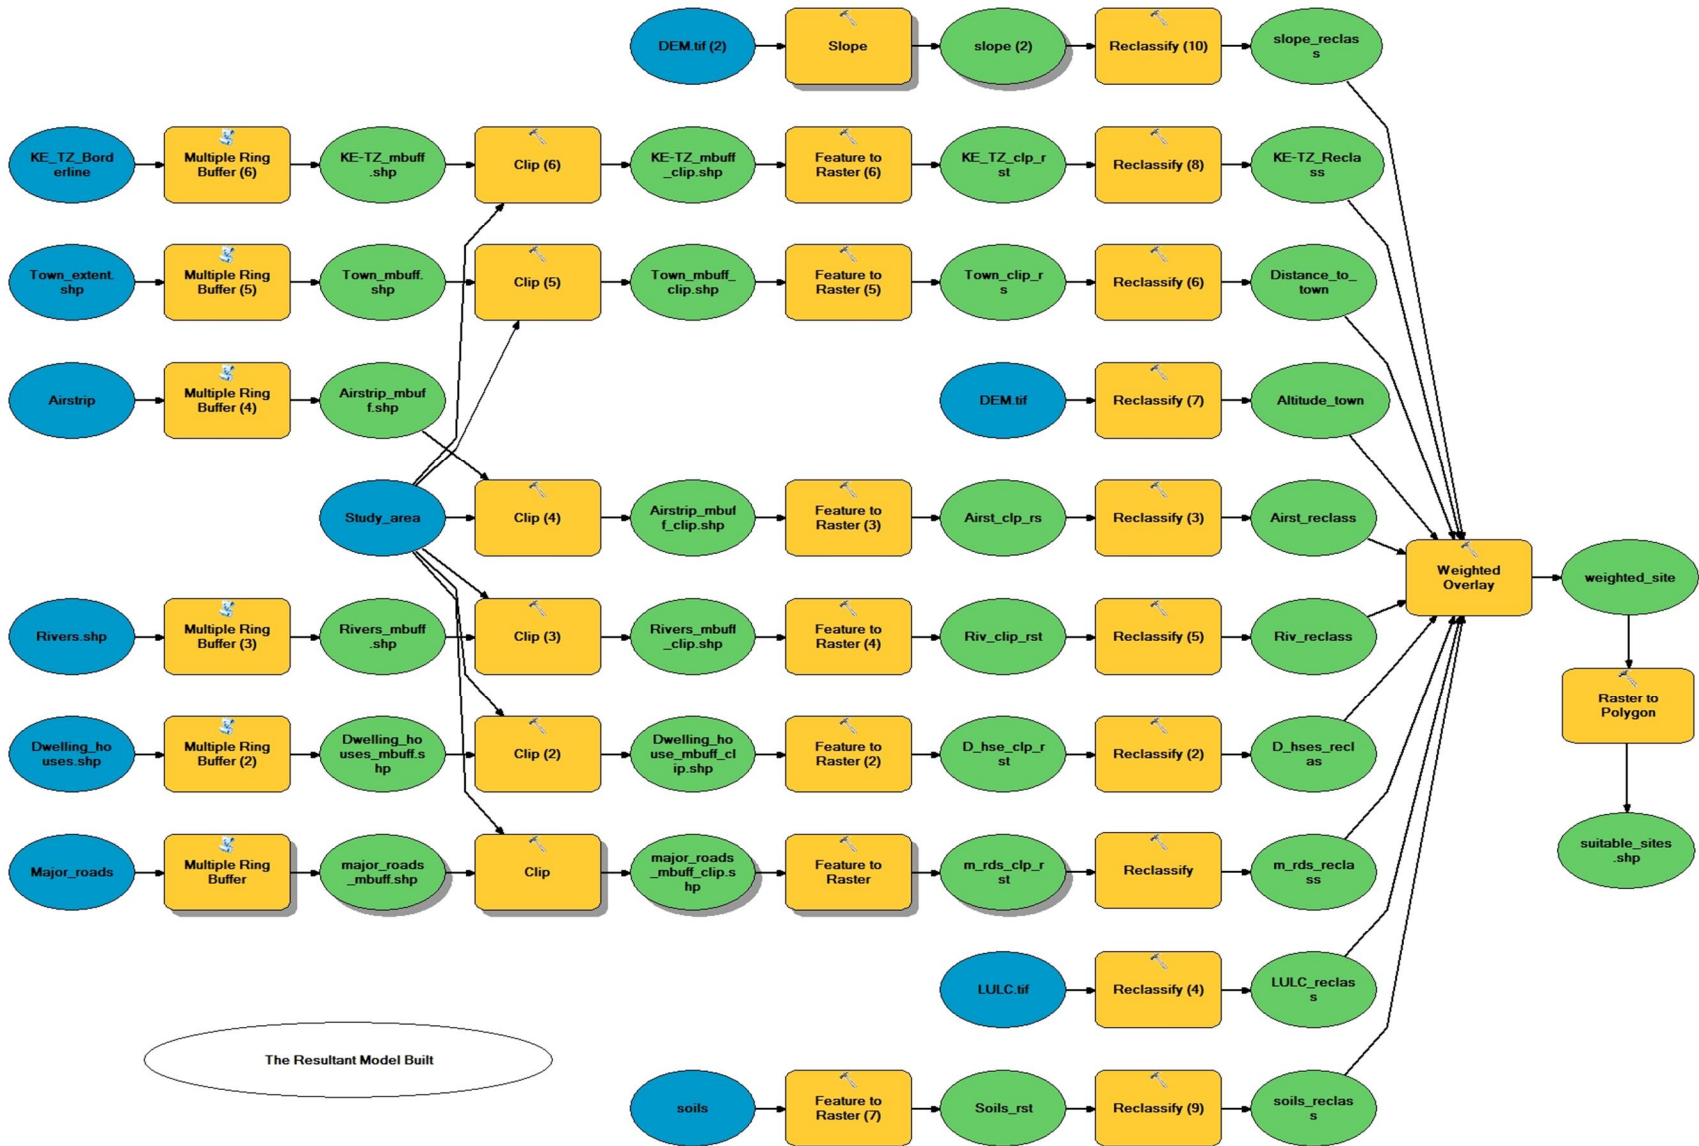 DEM.tif (2)
Slope
slope (2)
Reclassify (10)
slope_reclas
s
KE_TZ_Bord
erline
Multiple Ring
Buffer (6)
KE-TZ_mbuff
.shp
Clip (6)
KE-TZ_mbuff
_clip.shp
Feature to
Raster (6)
KE_TZ_clp_r
st
Reclassify (8)
KE-TZ_Recla
ss
Town_extent.
shp
Multiple Ring
Buffer (5)
Town_mbuff.
shp
Clip (5)
Town_mbuff_
clip.shp
Feature to
Raster (5)
Town_clip_r
s
Reclassify (6)
Distance_to_
town
Airstrip
Multiple Ring
Buffer (4)
Airstrip_mbuf
f.shp
DEM.tif
Reclassify (7)
Altitude_town
Study_area
Clip (4)
Airstrip_mbuf
f_clip.shp
Feature to
Raster (3)
Airst_clp_rs
Reclassify (3)
Airst_reclass
Weighted
Overlay
weighted_site
Rivers.shp
Multiple Ring
Buffer (3)
Rivers_mbuff
.shp
Clip (3)
Rivers_mbuff
_clip.shp
Feature to
Raster (4)
Riv_clip_rst
Reclassify (5)
Riv_reclass
Raster to
Polygon
Dwelling_ho
uses.shp
Multiple Ring
Buffer (2)
Dwelling_ho
uses_mbuff.s
hp
Clip (2)
Dwelling_ho
use_mbuff_cl
ip.shp
Feature to
Raster (2)
D_hse_clp_r
st
Reclassify (2)
D_hses_recl
as
Major_roads
Multiple Ring
Buffer
major_roads
_mbuff.shp
Clip
major_roads
_mbuff_clip.s
hp
Feature to
Raster
m_rds_clp_r
st
Reclassify
m_rds_recla
ss
suitable_sites
.shp
LULC.tif
Reclassify (4)
LULC_reclas
s
The Resultant Model Built
soils
Feature to
Raster (7)
Soils_rst
Reclassify (9)
soils_reclas
s